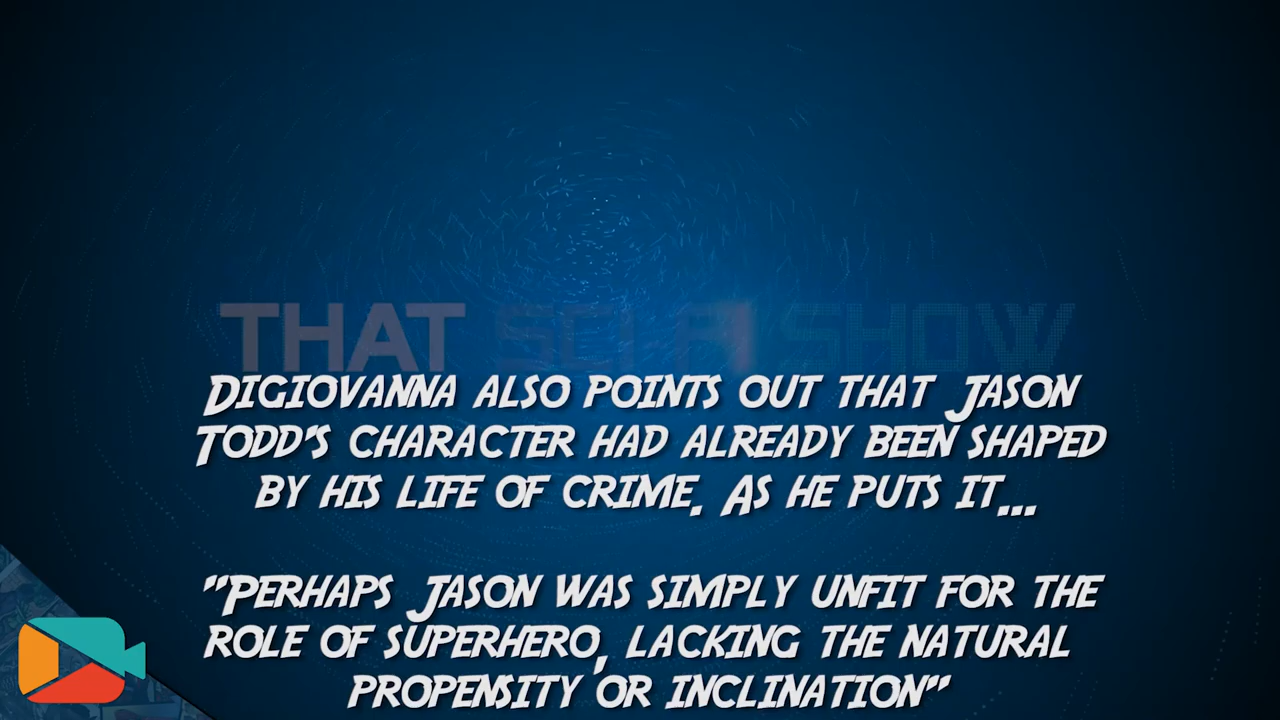 THAT SCI FI SHOW
DIGIOVANNA ALSO POINTS OUT THAT JASON
TODD'S CHARACTER HAD ALREADY BEEN SHAPED
BY HIS LIFE OF CRIME. AS HE PUTS IT...
"PERHAPS JASON WAS SIMPLY UNFIT FOR THE
ROLE OF SUPERHERO, LACKING THE NATURAL
PROPENSITY OR INCLINATION"